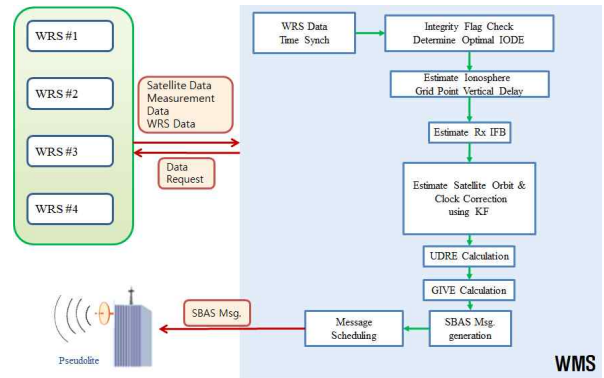 WRS #1
WRS #2
WRS #3
WRS #4
Satellite Data
Measurement
Data
WRS Data
Data
Request
WRS Data
Time Synch
Integrity Flag Check
Determine Optimal IODE
Estimate Ionosphere
Grid Point Vertical Delay
Estimate Rx IFB
Estimate Satellite Orbit &
Clock Correction
using KF
UDRE Calculation
GIVE Calculation
SBAS Msg.
generation
Message
Scheduling
SBAS Msg.
Pseudolite
WMS